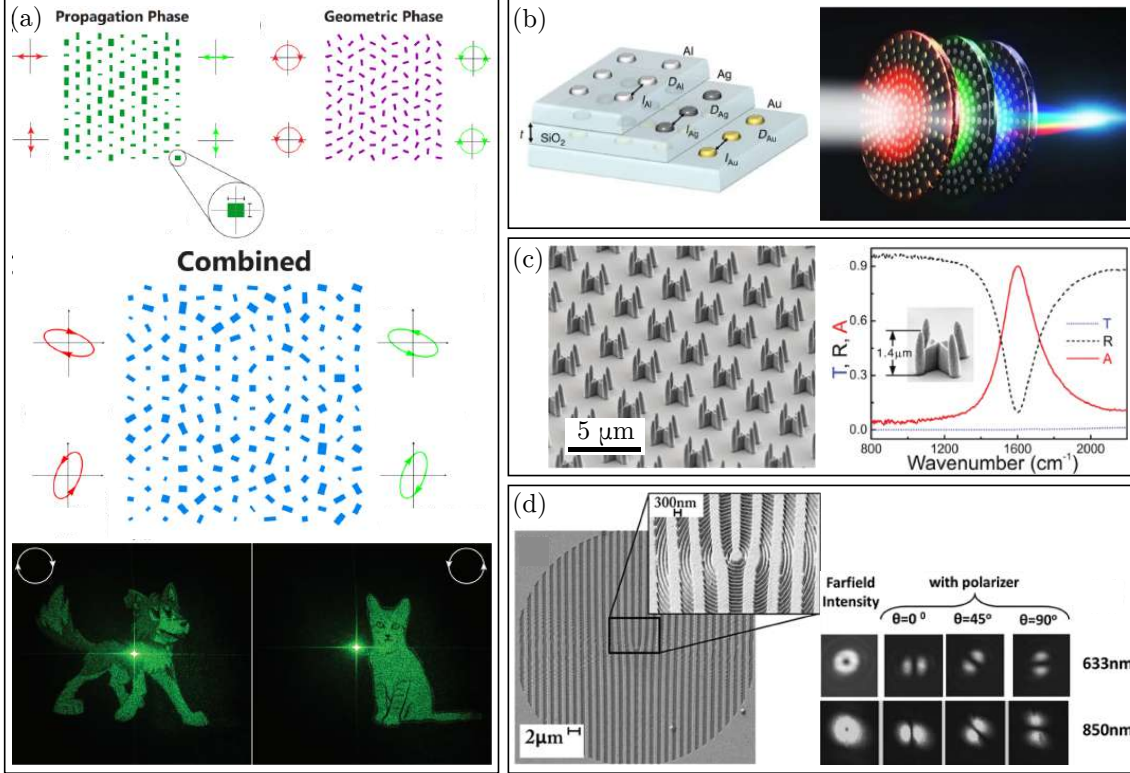 (a)
Propagation Phase
Geometric Phase
Combined
(b)
Al
D_Al
l_Al
Ag
D_Ag
l_Ag
Au
D_Au
l_Au
t
SiO₂
(c)
5 μm
T, R, A
0.9
0.6
0.3
0.0
1.4μm
T
R
A
800
1200
1600
2000
Wavenumber (cm⁻¹)
(d)
300nm
2μm
Farfield
Intensity
with polarizer
θ=0 ⁰
θ=45°
θ=90°
633nm
850nm